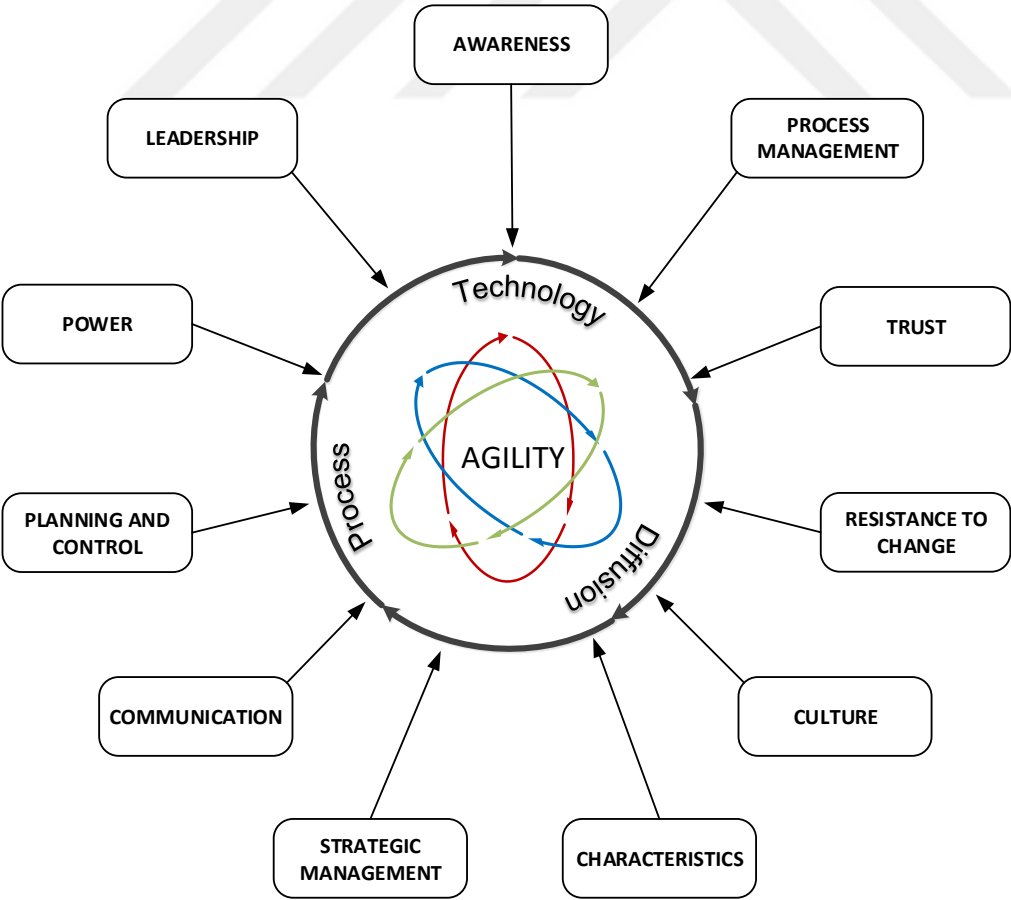 AWARENESS
LEADERSHIP
PROCESS
MANAGEMENT
POWER
Technology
TRUST
AGILITY
Process
PLANNING AND
CONTROL
RESISTANCE TO
CHANGE
Diffusion
COMMUNICATION
CULTURE
STRATEGIC
MANAGEMENT
CHARACTERISTICS